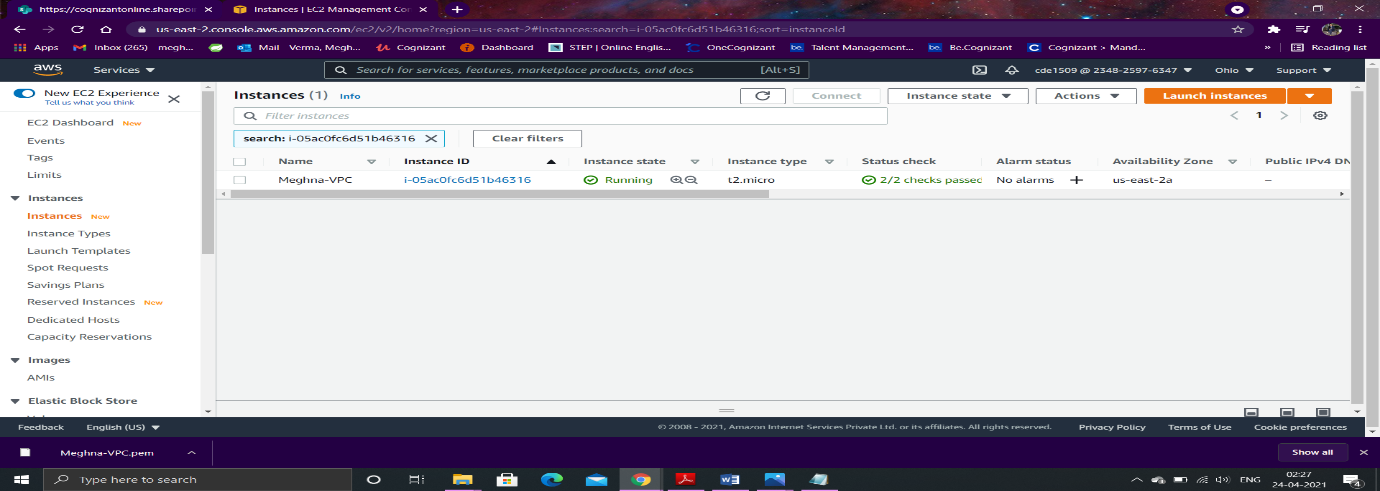 https://cognizantonline.sharepoi
Instances | EC2 Management Cor
us-east-2.console.aws.amazon.com/ec2/v2/home?region=us-east-2#Instances:search=i-05ac0fc6d51b46316;sort=instanceId
Apps Inbox (265) megh... Mail Verma, Megh... Cognizant Dashboard STEP | Online Englis... OneCognizant Talent Management... Be.Cognizant Cognizant > Mand... » Reading list
aws Services Search for services, features, marketplace products, and docs [Alt+S] cde1509 @ 2348-2597-6347 Ohio Support
New EC2 Experience
Tell us what you think
EC2 Dashboard New
Events
Tags
Limits
Instances
Instances New
Instance Types
Launch Templates
Spot Requests
Savings Plans
Reserved Instances New
Dedicated Hosts
Capacity Reservations
Images
AMIs
Elastic Block Store
Instances (1) Info Connect Instance state Actions Launch instances
Filter instances 1
search: i-05ac0fc6d51b46316 Clear filters
Name Instance ID Instance state Instance type Status check Alarm status Availability Zone Public IPv4 DN
Meghna-VPC i-05ac0fc6d51b46316 Running t2.micro 2/2 checks passed No alarms + us-east-2a –
Feedback English (US) © 2008 - 2021, Amazon Internet Services Private Ltd. or its affiliates. All rights reserved. Privacy Policy Terms of Use Cookie preferences
Meghna-VPC.pem Show all
Type here to search ENG 02:27
24-04-2021 4